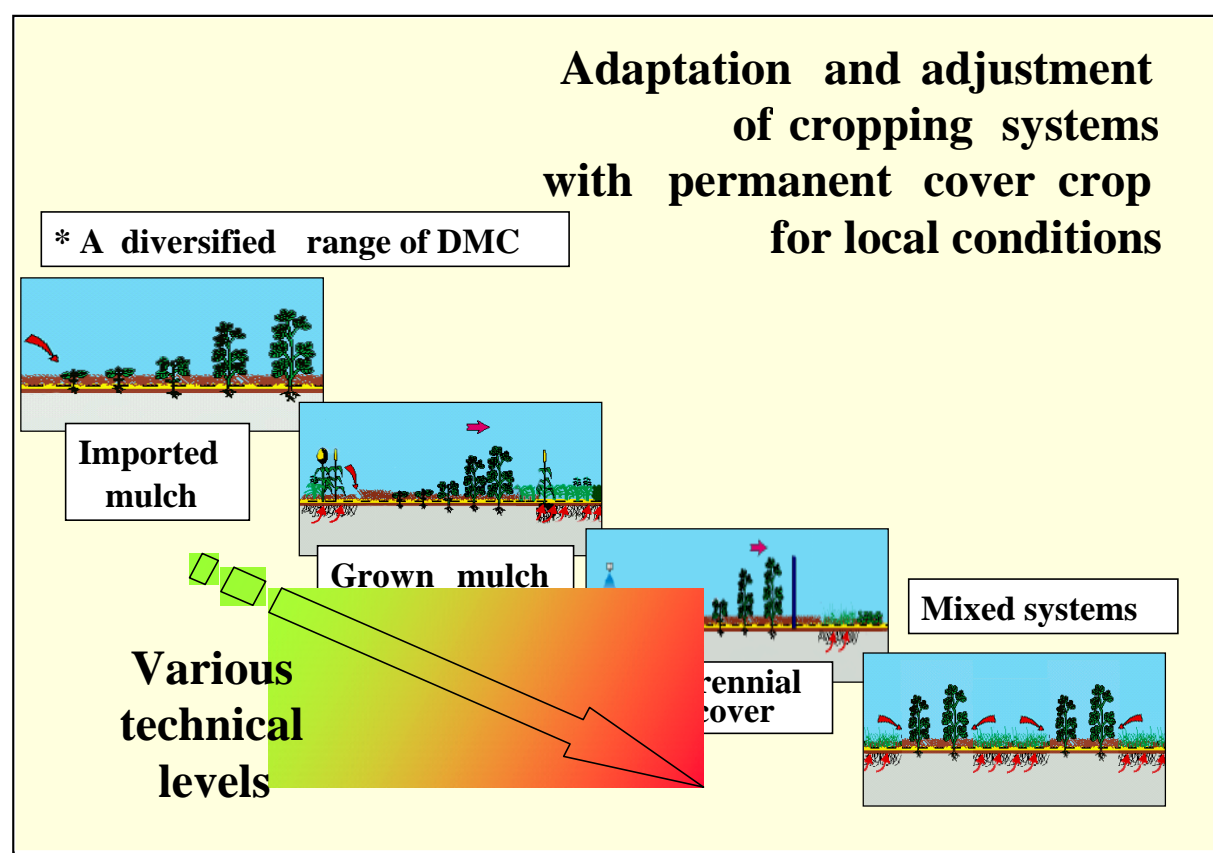 Adaptation and adjustment
of cropping systems
with permanent cover crop
for local conditions
* A diversified range of DMC
Imported
mulch
Grown mulch
rennial
cover
Mixed systems
Various
technical
levels